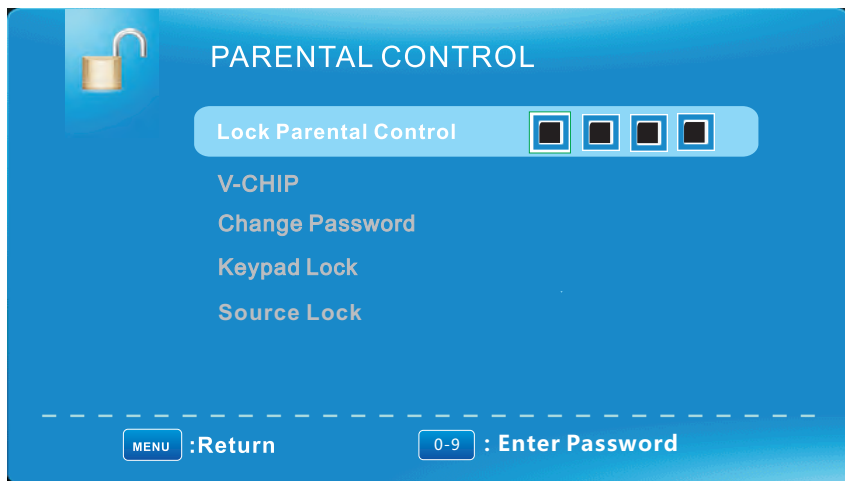 PARENTAL CONTROL
Lock Parental Control
V-CHIP
Change Password
Keypad Lock
Source Lock
MENU :Return 0-9 : Enter Password